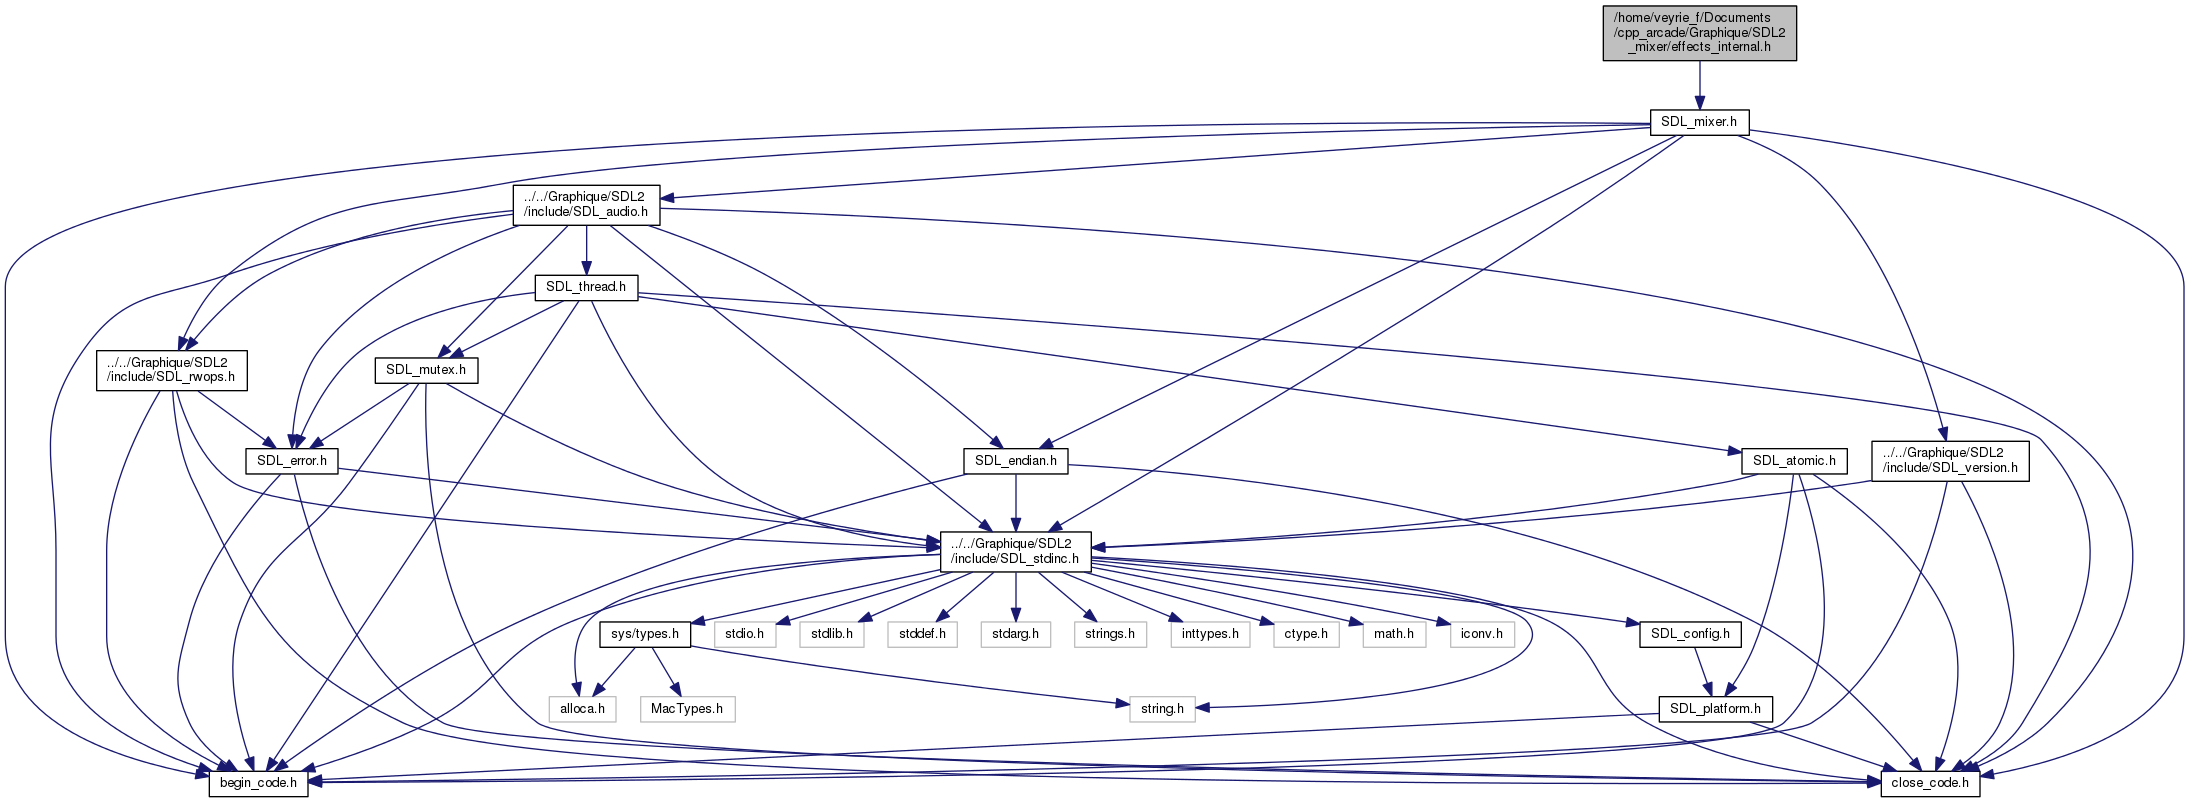 /home/veyrie_f/Documents
/cpp_arcade/Graphique/SDL2
_mixer/effects_internal.h
SDL_mixer.h
../../Graphique/SDL2
/include/SDL_audio.h
SDL_thread.h
../../Graphique/SDL2
/include/SDL_rwops.h
SDL_mutex.h
SDL_error.h
SDL_endian.h
SDL_atomic.h
../../Graphique/SDL2
/include/SDL_version.h
../../Graphique/SDL2
/include/SDL_stdinc.h
sys/types.h
stdio.h
stdlib.h
stddef.h
stdarg.h
strings.h
inttypes.h
ctype.h
math.h
iconv.h
SDL_config.h
alloca.h
MacTypes.h
string.h
SDL_platform.h
begin_code.h
close_code.h